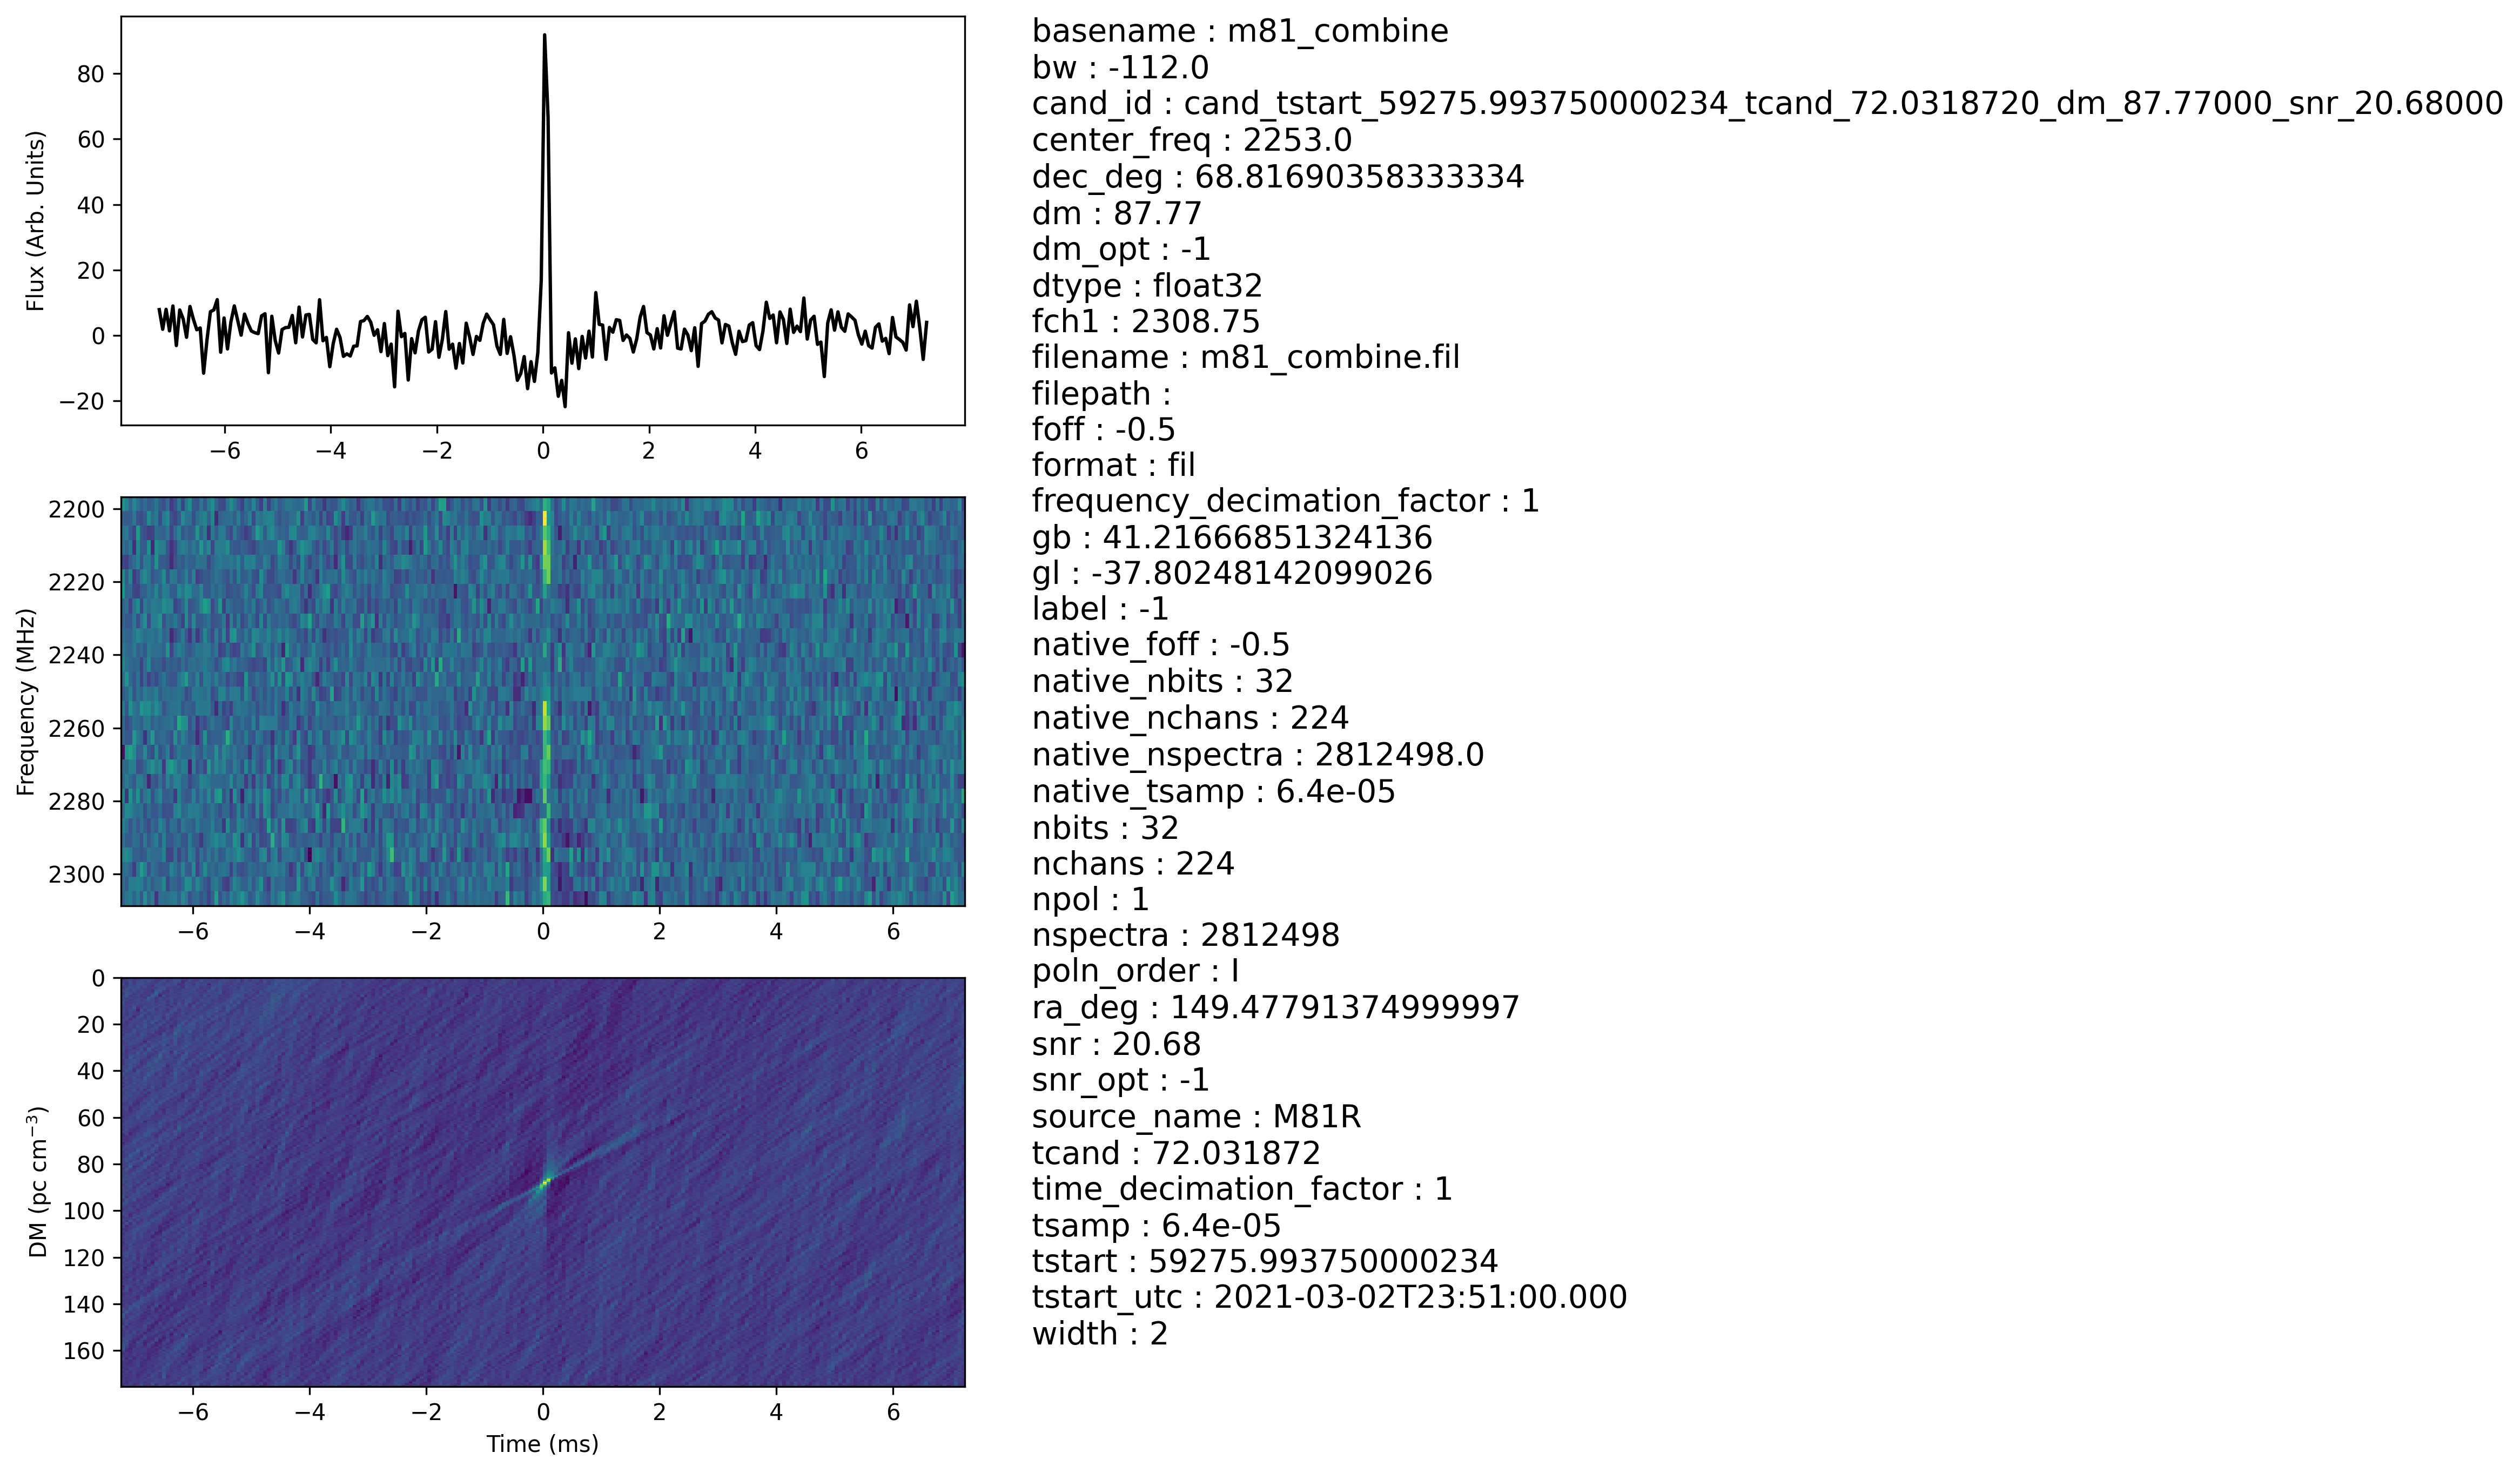 80
60
40
20
0
−20
Flux (Arb. Units)
−6 −4 −2 0 2 4 6
2200
2220
2240
2260
2280
2300
Frequency (MHz)
−6 −4 −2 0 2 4 6
0
20
40
60
80
100
120
140
160
DM (pc cm⁻³)
−6 −4 −2 0 2 4 6
Time (ms)
basename : m81_combine
bw : -112.0
cand_id : cand_tstart_59275.993750000234_tcand_72.0318720_dm_87.77000_snr_20.68000
center_freq : 2253.0
dec_deg : 68.81690358333334
dm : 87.77
dm_opt : -1
dtype : float32
fch1 : 2308.75
filename : m81_combine.fil
filepath :
foff : -0.5
format : fil
frequency_decimation_factor : 1
gb : 41.21666851324136
gl : -37.80248142099026
label : -1
native_foff : -0.5
native_nbits : 32
native_nchans : 224
native_nspectra : 2812498.0
native_tsamp : 6.4e-05
nbits : 32
nchans : 224
npol : 1
nspectra : 2812498
poln_order : I
ra_deg : 149.47791374999997
snr : 20.68
snr_opt : -1
source_name : M81R
tcand : 72.031872
time_decimation_factor : 1
tsamp : 6.4e-05
tstart : 59275.993750000234
tstart_utc : 2021-03-02T23:51:00.000
width : 2